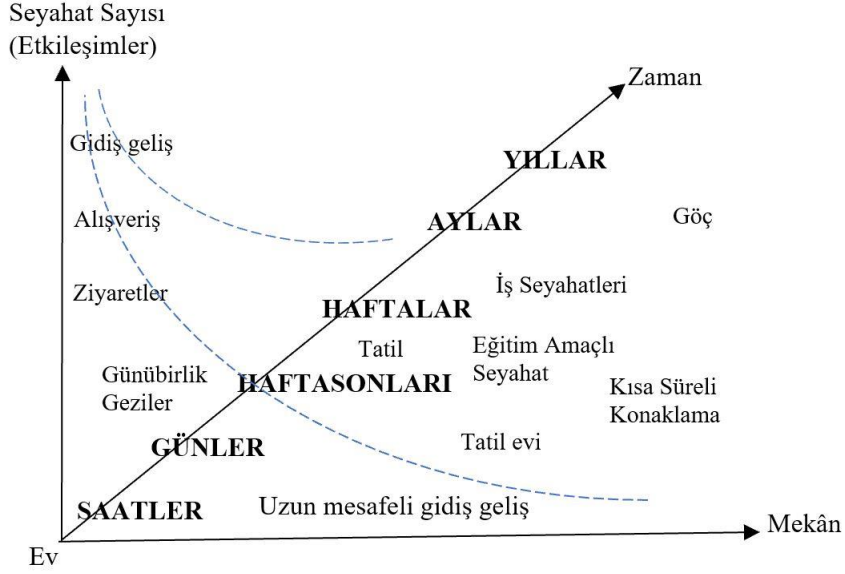 Seyahat Sayısı
(Etkileşimler)
Zaman
Gidiş geliş
YILLAR
Alışveriş
AYLAR
Göç
Ziyaretler
İş Seyahatleri
HAFTALAR
Tatil
Eğitim Amaçlı
Seyahat
Günübirlik
Geziler
HAFTASONLARI
Kısa Süreli
Konaklama
GÜNLER
Tatil evi
SAATLER
Uzun mesafeli gidiş geliş
Mekân
Ev